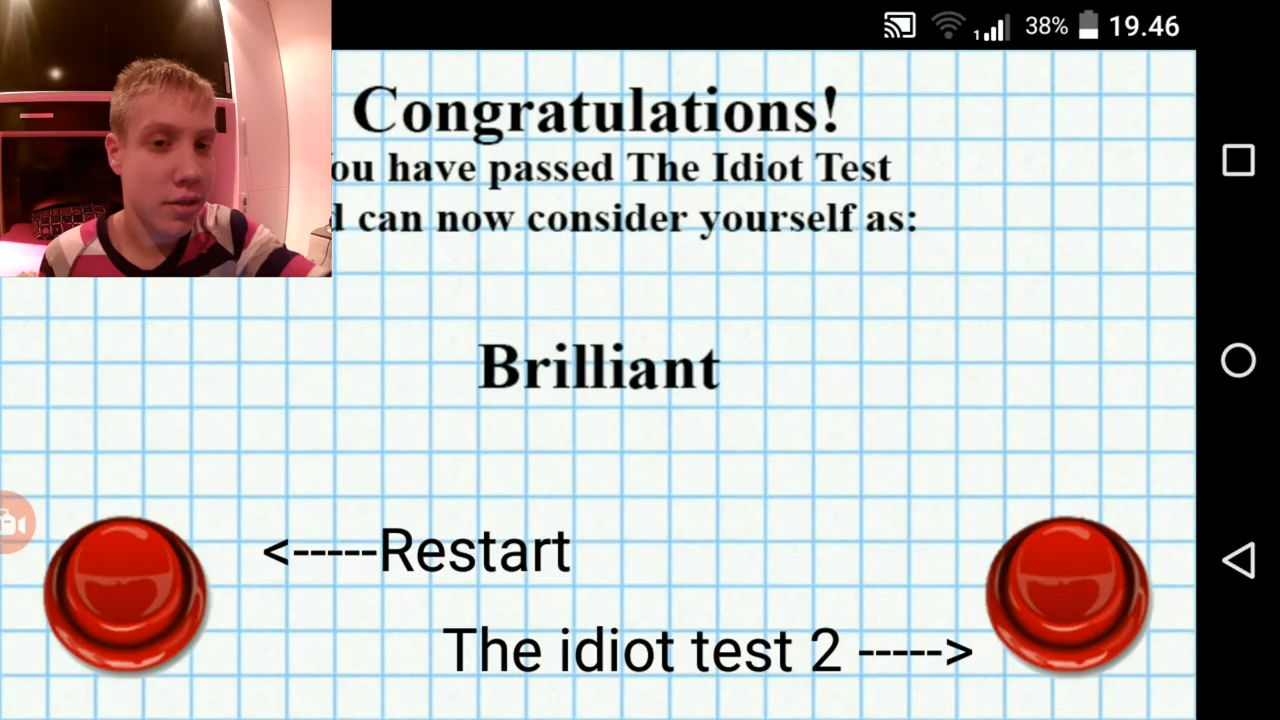 38% 19.46
Congratulations!
ou have passed The Idiot Test
d can now consider yourself as:
Brilliant
<-----Restart
The idiot test 2 ----->